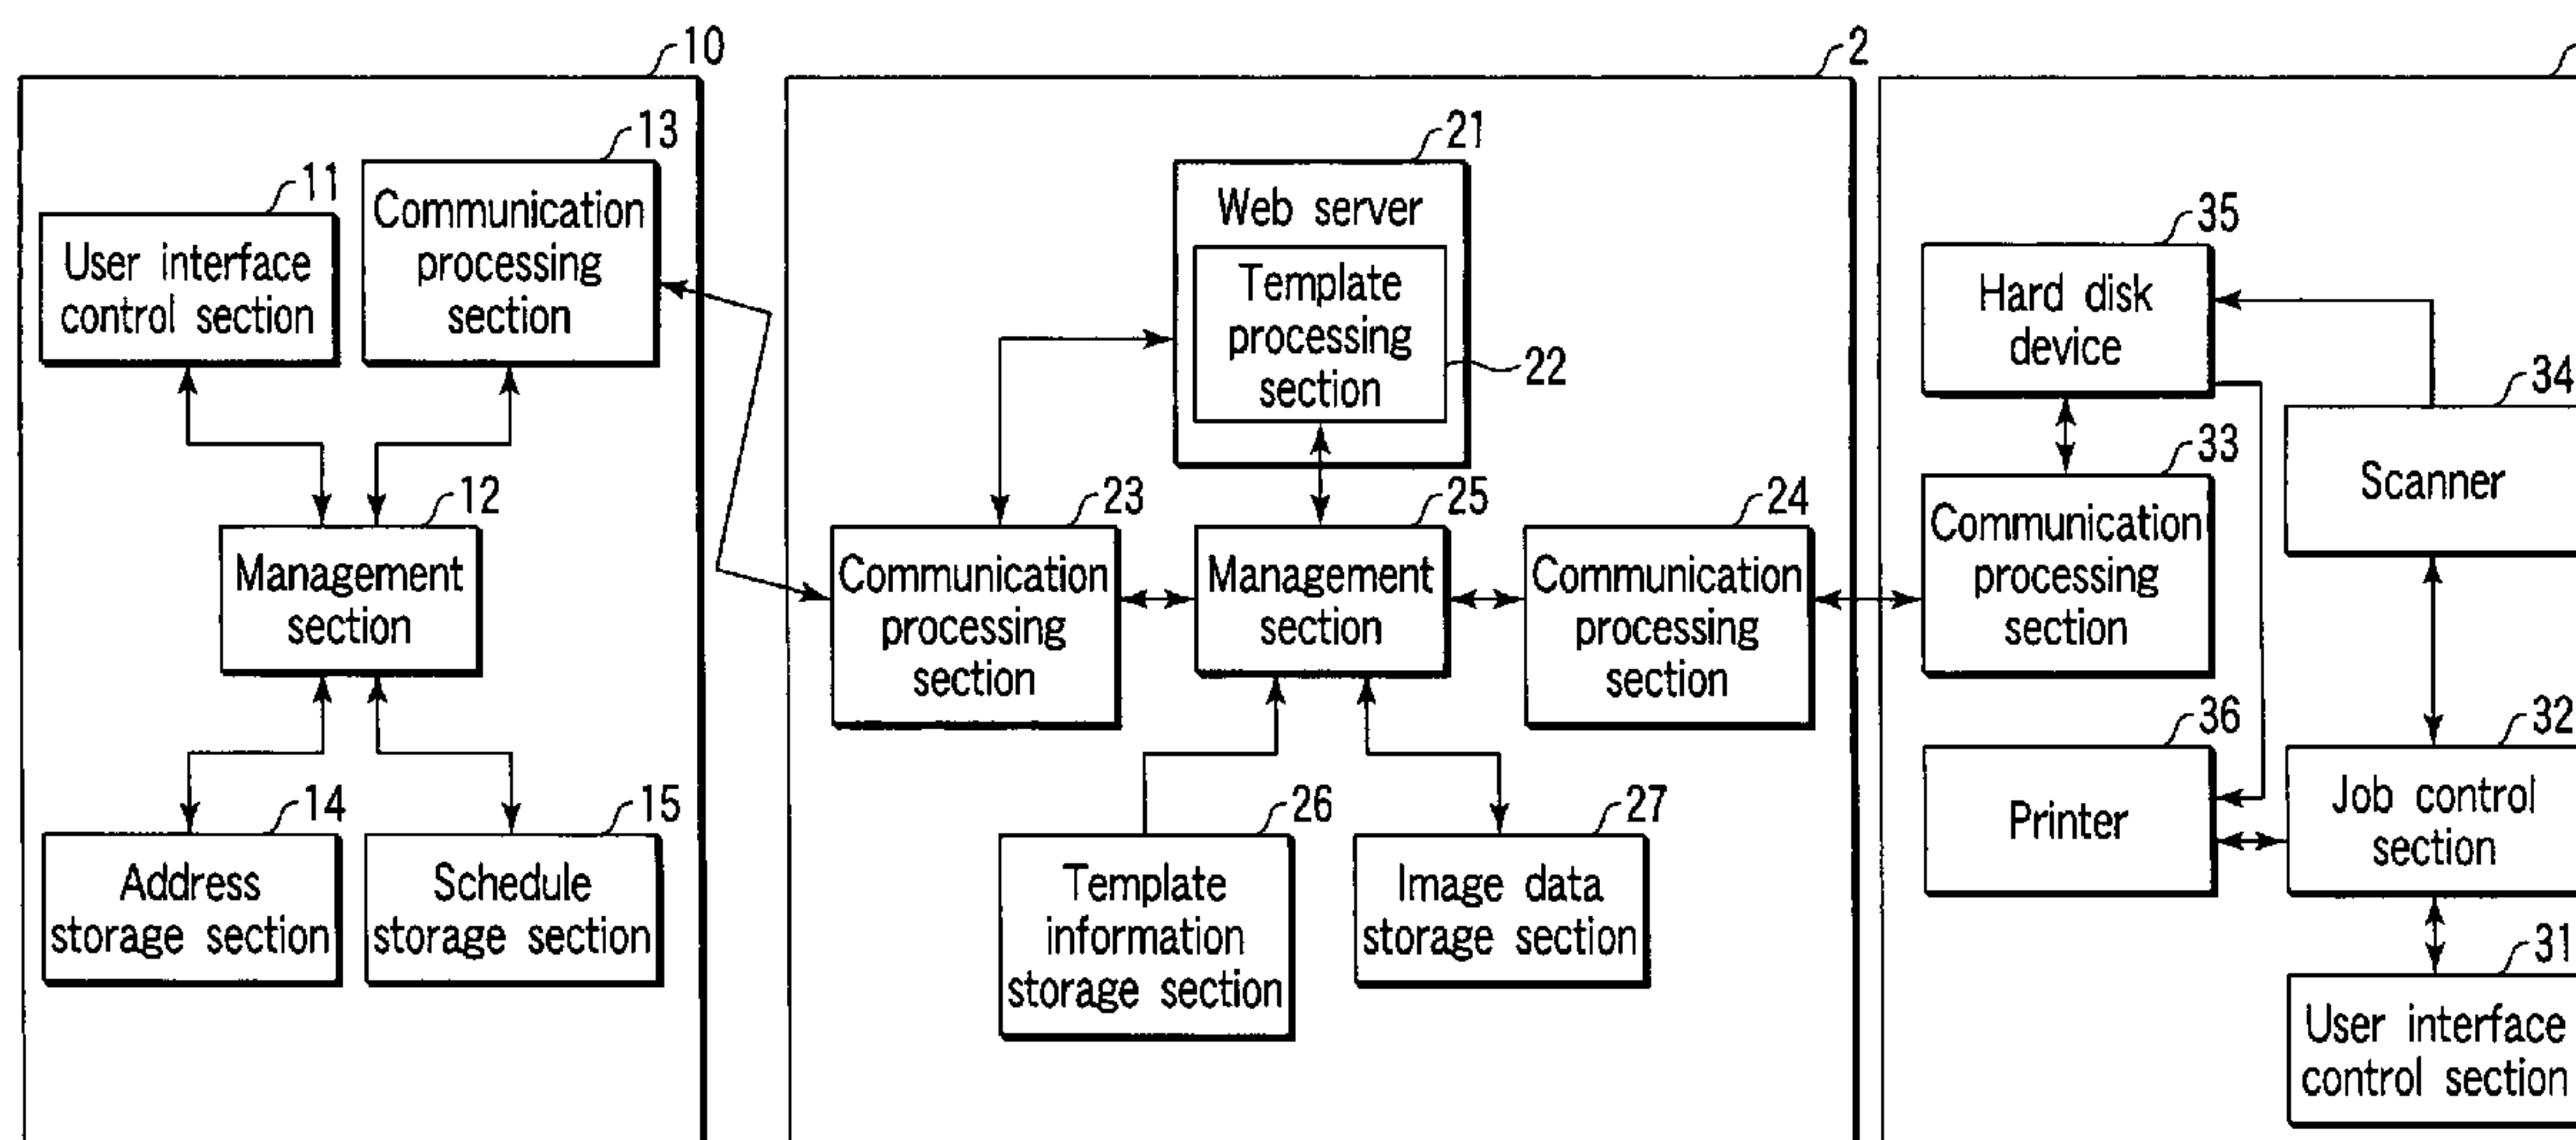 10
13
Communication
processing
section
11
User interface
control section
12
Management
section
14
Address
storage section
15
Schedule
storage section
2
21
Web server
Template
processing
section
22
23
Communication
processing
section
25
Management
section
24
Communication
processing
section
26
Template
information
storage section
27
Image data
storage section
35
Hard disk
device
34
Scanner
33
Communication
processing
section
36
Printer
32
Job control
section
31
User interface
control section